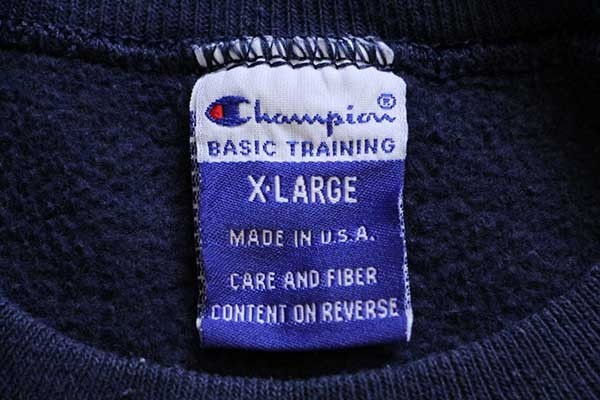 Champion®
BASIC TRAINING
X·LARGE
MADE IN U.S.A.
CARE AND FIBER
CONTENT ON REVERSE